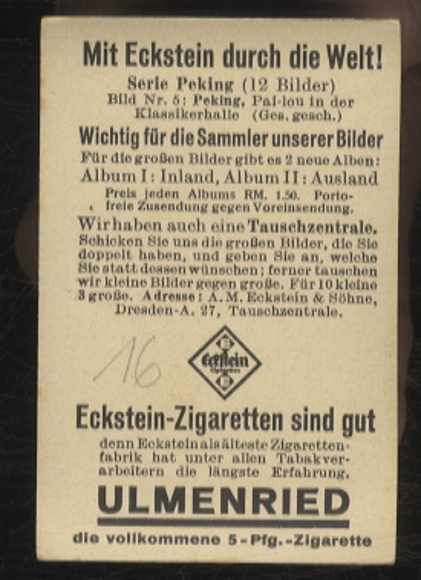 Mit Eckstein durch die Welt!
Serie Peking (12 Bilder)
Bild Nr. 5: Peking, Pai-lou in der
Klassikerhalle (Ges. gesch.)
Wichtig für die Sammler unserer Bilder
Für die großen Bilder gibt es 2 neue Alben:
Album I: Inland, Album II: Ausland
Preis jeden Albums RM. 1.50. Porto-
freie Zusendung gegen Voreinsendung.
Wir haben auch eine Tauschzentrale.
Schicken Sie uns die großen Bilder, die Sie
doppelt haben, und geben Sie an, welche
Sie statt dessen wünschen; ferner tauschen
wir kleine Bilder gegen große. Für 10 kleine
3 große. Adresse: A. M. Eckstein & Söhne,
Dresden-A. 27, Tauschzentrale.
16
E
Eckstein
E
Eckstein-Zigaretten sind gut
denn Eckstein als älteste Zigaretten-
fabrik hat unter allen Tabakver-
arbeitern die längste Erfahrung.
ULMENRIED
die vollkommene 5-Pfg.-Zigarette